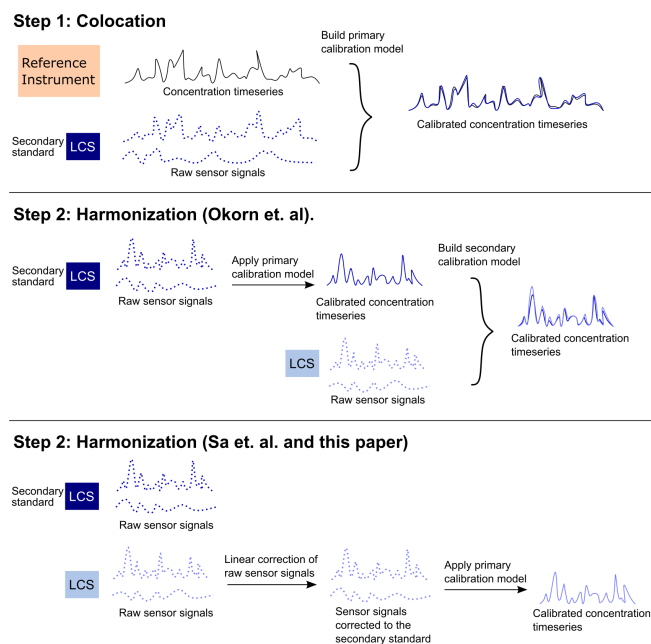 Step 1: Colocation
Build primary
calibration model
Reference
Instrument
Concentration timeseries
Secondary
standard
LCS
Raw sensor signals
Calibrated concentration timeseries
Step 2: Harmonization (Okorn et. al).
Secondary
standard
LCS
Raw sensor signals
Apply primary
calibration model
Calibrated concentration
timeseries
Build secondary
calibration model
LCS
Raw sensor signals
Calibrated concentration
timeseries
Step 2: Harmonization (Sa et. al. and this paper)
Secondary
standard
LCS
Raw sensor signals
LCS
Raw sensor signals
Linear correction of
raw sensor signals
Sensor signals
corrected to the
secondary standard
Apply primary
calibration model
Calibrated concentration
timeseries